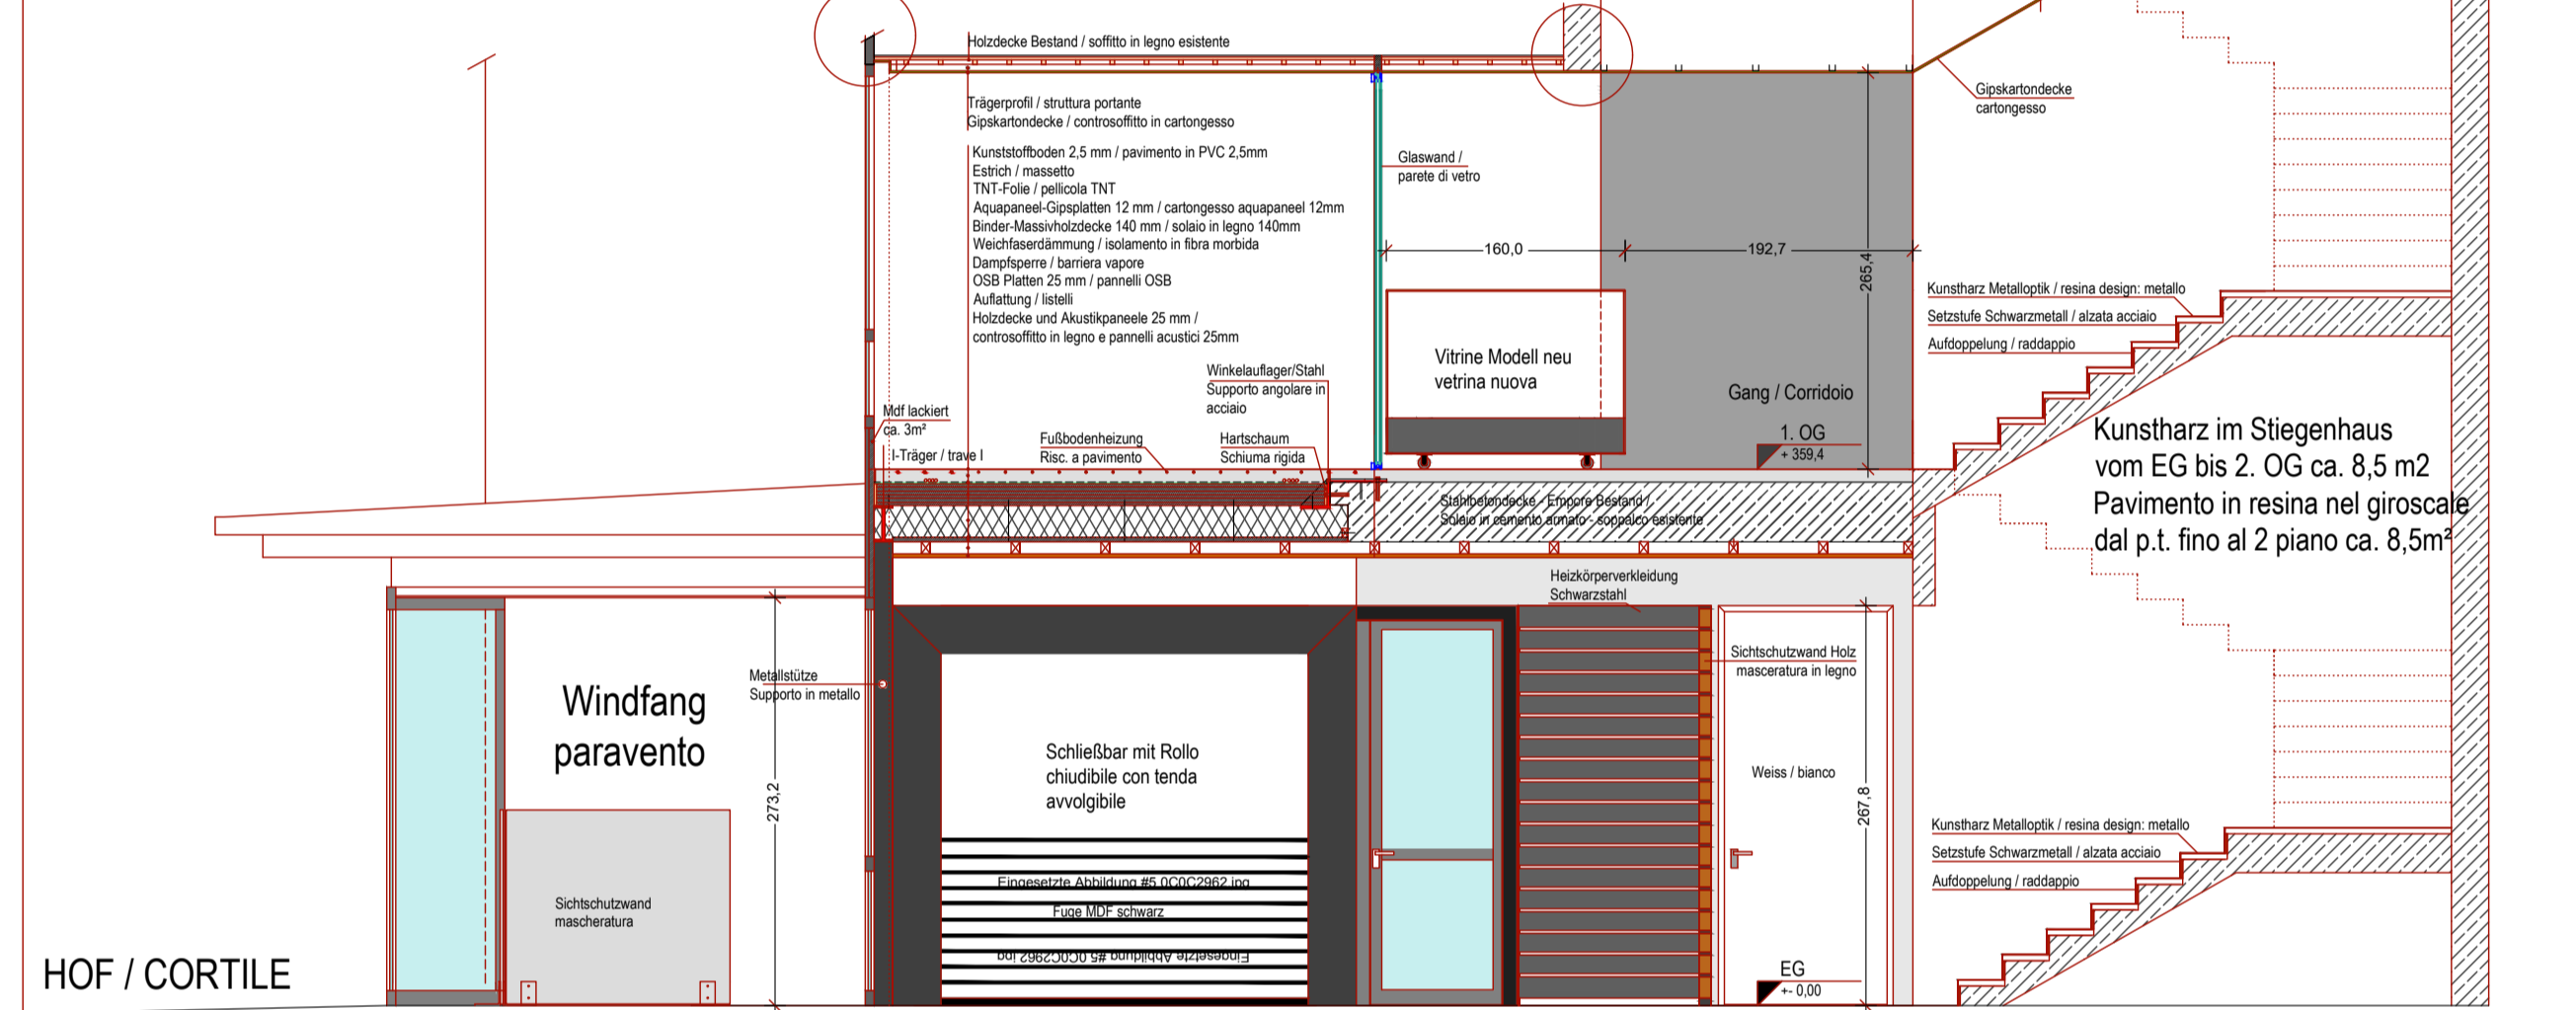 Holzdecke Bestand / soffitto in legno esistente
Trägerprofil / struttura portante
Gipskartondecke / controsoffitto in cartongesso
Kunststoffboden 2,5 mm / pavimento in PVC 2,5mm
Estrich / massetto
TNT-Folie / pellicola TNT
Aquapaneel-Gipsplatten 12 mm / cartongesso aquapaneel 12mm
Binder-Massivholzdecke 140 mm / solaio in legno 140mm
Weichfaserdämmung / isolamento in fibra morbida
Dampfsperre / barriera vapore
OSB Platten 25 mm / pannelli OSB
Auflattung / listelli
Holzdecke und Akustikpaneele 25 mm /
controsoffitto in legno e pannelli acustici 25mm
Winkelauflager/Stahl
Supporto angolare in
acciaio
Mdf lackiert
ca. 3m²
I-Träger / trave I
Fußbodenheizung
Risc. a pavimento
Hartschaum
Schiuma rigida
Glaswand /
parete di vetro
160,0
192,7
265,4
Vitrine Modell neu
vetrina nuova
Gang / Corridoio
1. OG
+ 359,4
Gipskartondecke
cartongesso
Kunstharz Metalloptik / resina design: metallo
Setzstufe Schwarzmetall / alzata acciaio
Aufdoppelung / raddappio
Kunstharz im Stiegenhaus
vom EG bis 2. OG ca. 8,5 m2
Pavimento in resina nel giroscale
dal p.t. fino al 2 piano ca. 8,5m²
Stahlbetondecke - Empore Bestand /
Solaio in cemento armato - soppalco esistente
Heizkörperverkleidung
Schwarzstahl
Sichtschutzwand Holz
masceratura in legno
Weiss / bianco
267,8
EG
+- 0,00
Metallstütze
Supporto in metallo
Windfang
paravento
273,2
Sichtschutzwand
mascheratura
HOF / CORTILE
Schließbar mit Rollo
chiudibile con tenda
avvolgibile
Eingesetzte Abbildung #5 0C0C2962.jpg
Fuge MDF schwarz
Eingesetzte Abbildung #5 0C0C2962.jpg
Kunstharz Metalloptik / resina design: metallo
Setzstufe Schwarzmetall / alzata acciaio
Aufdoppelung / raddappio